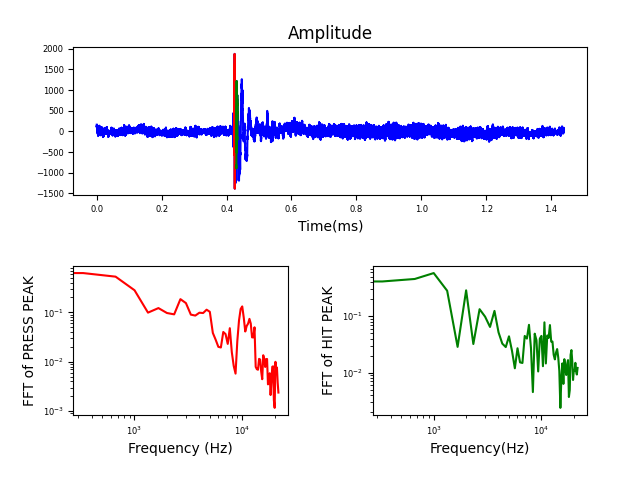 Amplitude
2000
1500
1000
500
0
−500
−1000
−1500
0.0 0.2 0.4 0.6 0.8 1.0 1.2 1.4
Time(ms)
FFT of PRESS PEAK
10⁻¹
10⁻²
10⁻³
10³ 10⁴
Frequency (Hz)
FFT of HIT PEAK
10⁻¹
10⁻²
10³ 10⁴
Frequency(Hz)